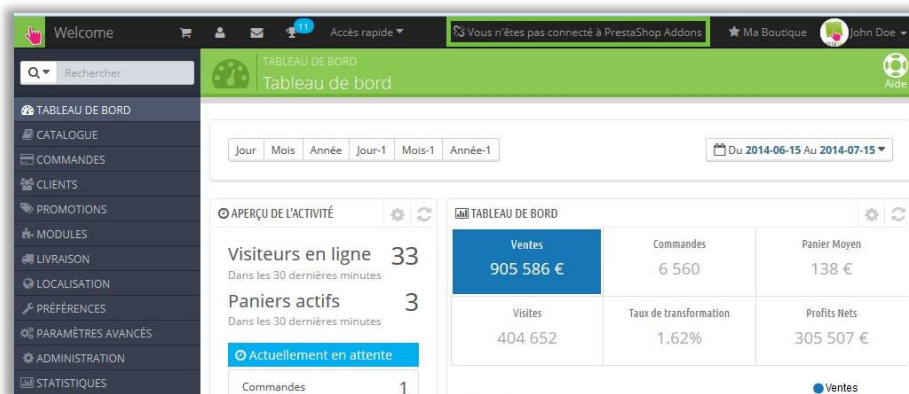 Welcome
11
Accès rapide
Vous n'êtes pas connecté à PrestaShop Addons
Ma Boutique
John Doe
Rechercher
TABLEAU DE BORD
Tableau de bord
Aide
TABLEAU DE BORD
CATALOGUE
COMMANDES
CLIENTS
PROMOTIONS
MODULES
LIVRAISON
LOCALISATION
PRÉFÉRENCES
PARAMÈTRES AVANCÉS
ADMINISTRATION
STATISTIQUES
Jour Mois Année Jour-1 Mois-1 Année-1
Du 2014-06-15 Au 2014-07-15
APERÇU DE L'ACTIVITÉ
Visiteurs en ligne 33
Dans les 30 dernières minutes
Paniers actifs 3
Dans les 30 dernières minutes
Actuellement en attente
Commandes 1
TABLEAU DE BORD
Ventes
905 586 €
Commandes
6 560
Panier Moyen
138 €
Visites
404 652
Taux de transformation
1.62%
Profits Nets
305 507 €
Ventes